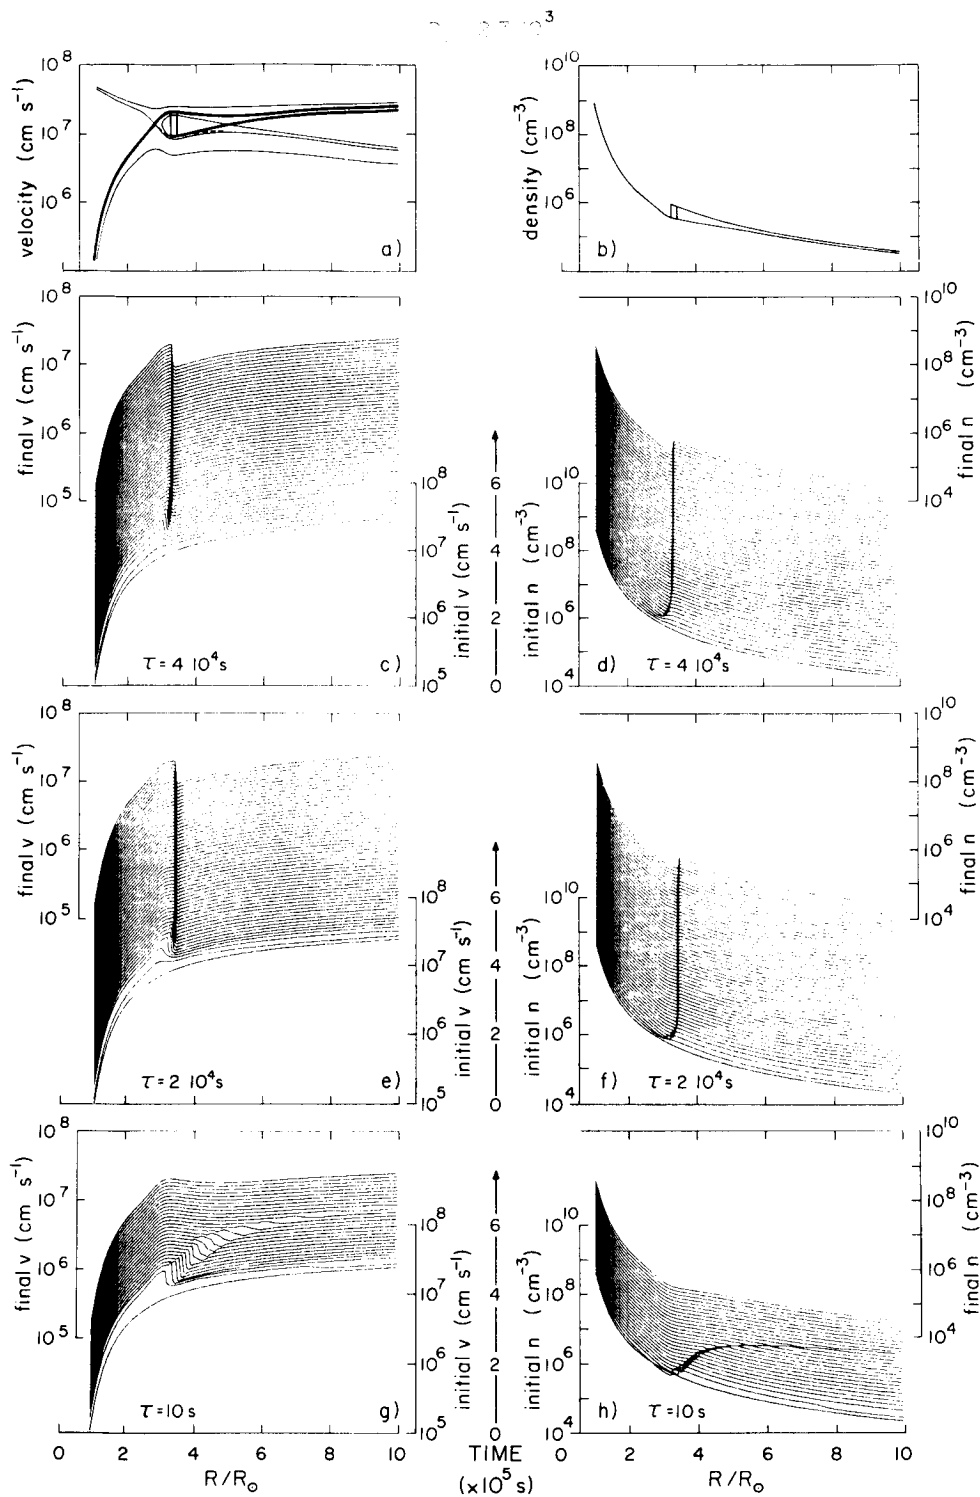 velocity (cm s⁻¹)
10⁸
10⁷
10⁶
a)
density (cm⁻³)
10¹⁰
10⁸
10⁶
b)
final v (cm s⁻¹)
10⁸
10⁷
10⁶
10⁵
initial v (cm s⁻¹)
10⁸
10⁷
10⁶
10⁵
τ = 4 10⁴s
c)
6
4
2
0
initial n (cm⁻³)
10¹⁰
10⁸
10⁶
10⁴
final n (cm⁻³)
10¹⁰
10⁸
10⁶
10⁴
d)
τ = 4 10⁴s
final v (cm s⁻¹)
10⁸
10⁷
10⁶
10⁵
initial v (cm s⁻¹)
10⁸
10⁷
10⁶
10⁵
τ = 2 10⁴s
e)
6
4
2
0
initial n (cm⁻³)
10¹⁰
10⁸
10⁶
10⁴
final n (cm⁻³)
10¹⁰
10⁸
10⁶
10⁴
f)
τ = 2 10⁴s
final v (cm s⁻¹)
10⁸
10⁷
10⁶
10⁵
initial v (cm s⁻¹)
10⁸
10⁷
10⁶
10⁵
τ = 10 s
g)
6
4
2
0
initial n (cm⁻³)
10¹⁰
10⁸
10⁶
10⁴
final n (cm⁻³)
10¹⁰
10⁸
10⁶
10⁴
h)
τ = 10 s
0 2 4 6 8 10
R/R☉
TIME
(×10⁵ s)
0 2 4 6 8 10
R/R☉